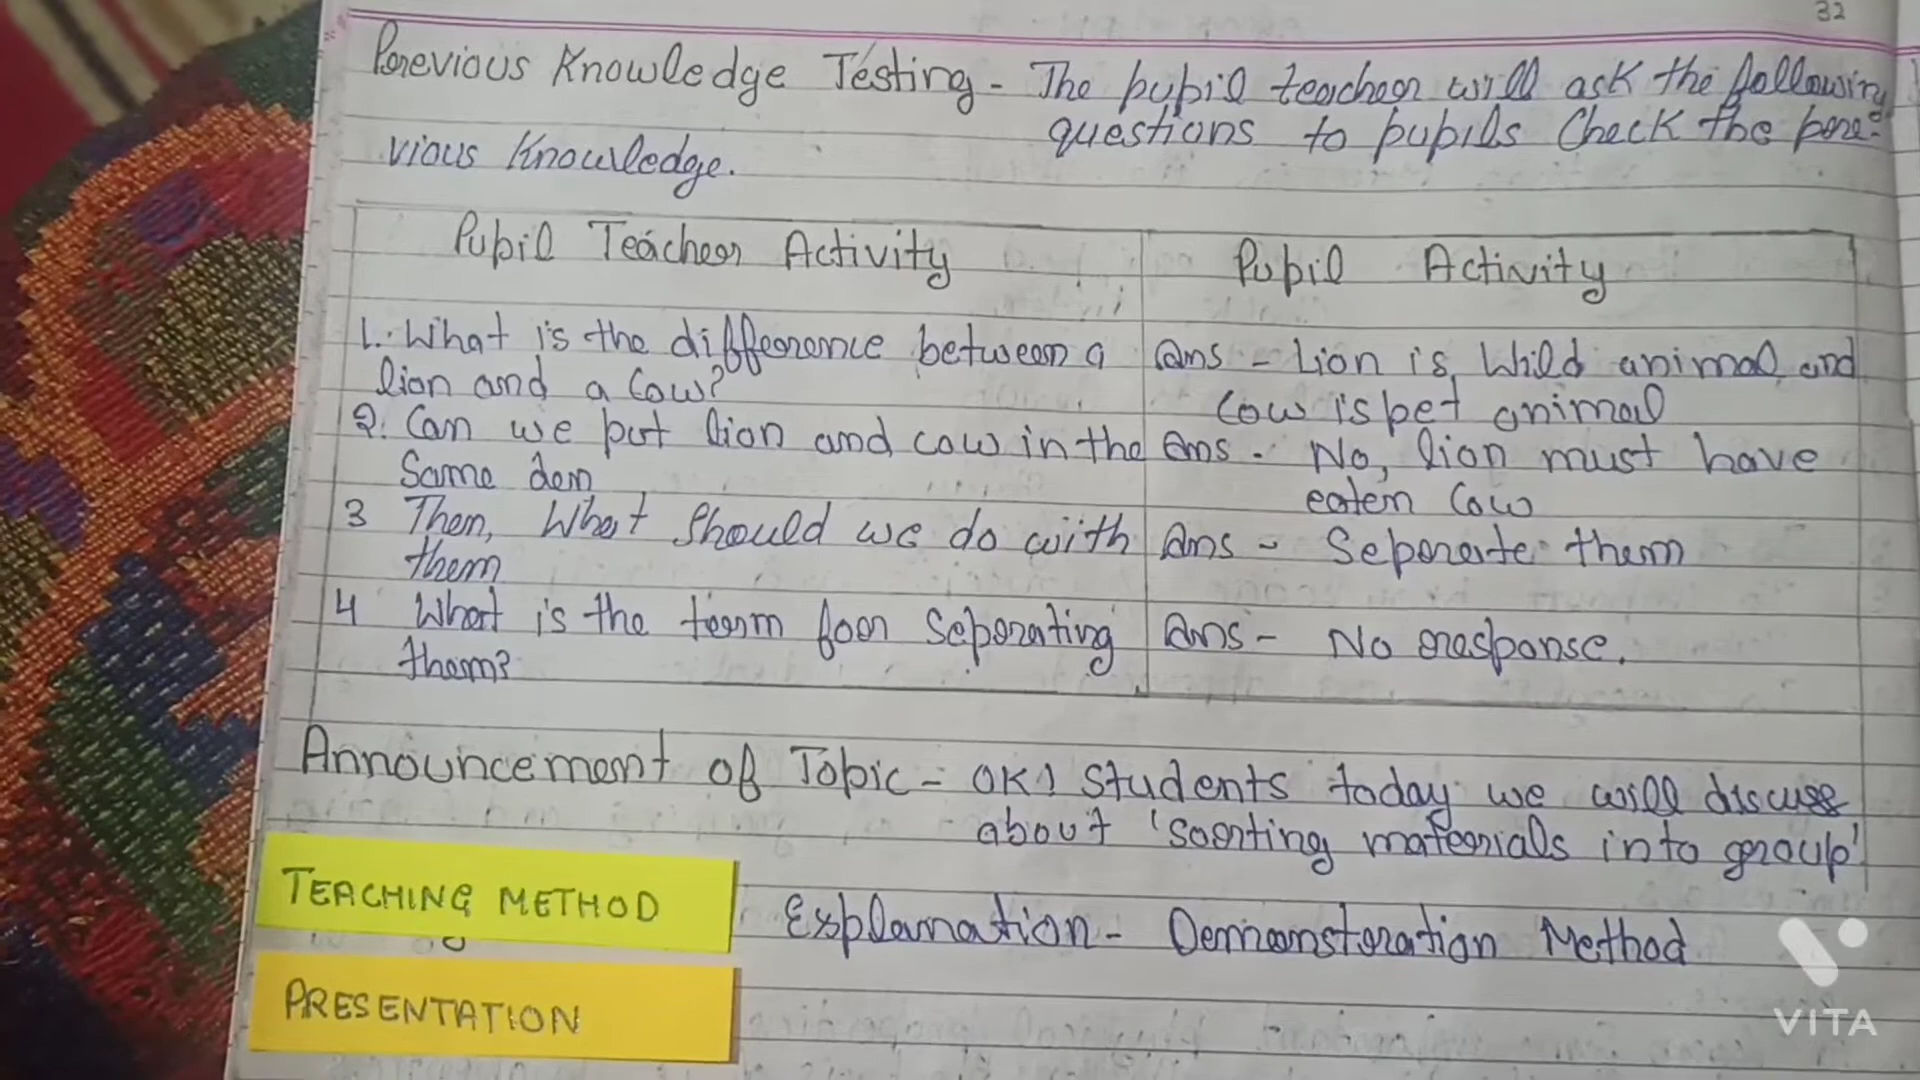 32
Previous Knowledge Testing - The pupil teacher will ask the following
questions to pupils Check the pre-
vious Knowledge.
Pupil Teacher Activity
Pupil Activity
1. What is the difference between a
lion and a Cow?
Ans - Lion is Whild animal and
Cow is pet animal
2. Can we put lion and cow in the
Same den
Ans - No, lion must have
eaten Cow
3 Then, What Should we do with
them
Ans - Seperate them
4 What is the term for Seperating
them?
Ans - No response.
Announcement of Topic - OK! Students today we will discuss
about 'Sorting materials into group'
TEACHING METHOD
Explanation - Demonstration Method
PRESENTATION
VITA